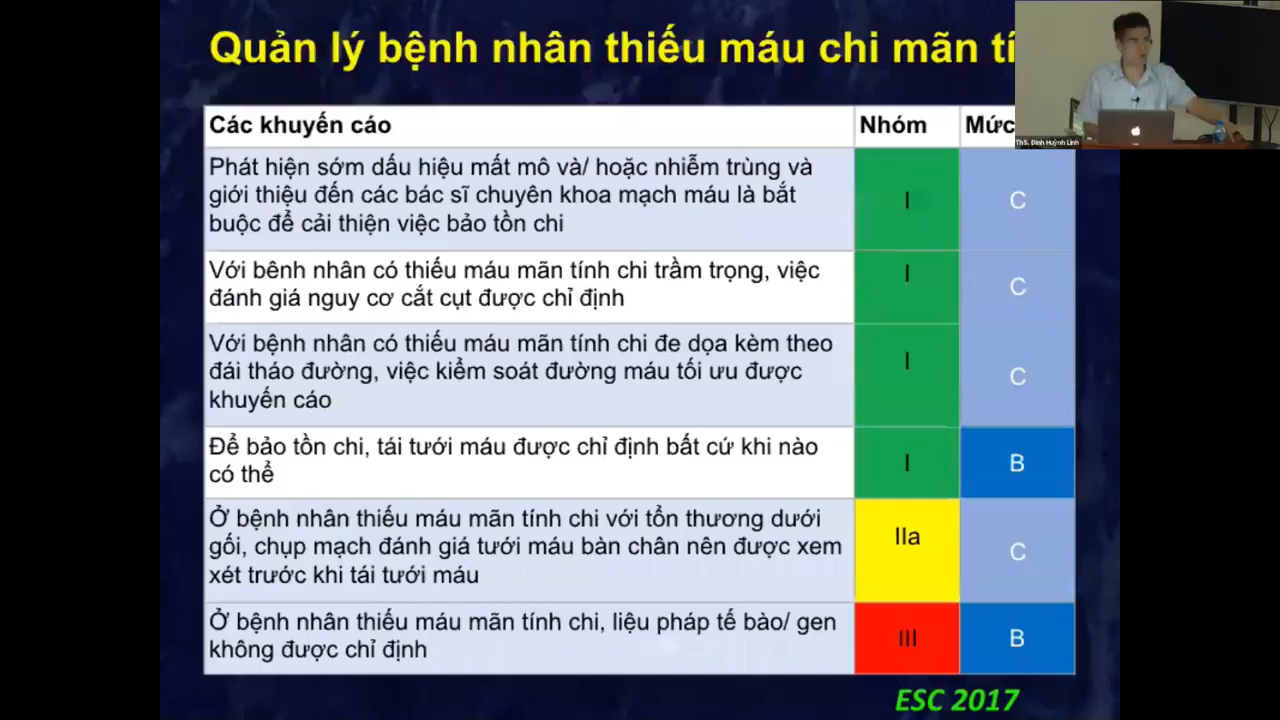 Quản lý bệnh nhân thiếu máu chi mãn tí
Các khuyến cáo
Nhóm
Mức
Phát hiện sớm dấu hiệu mất mô và/ hoặc nhiễm trùng và
giới thiệu đến các bác sĩ chuyên khoa mạch máu là bắt
buộc để cải thiện việc bảo tồn chi
I
C
Với bênh nhân có thiếu máu mãn tính chi trầm trọng, việc
đánh giá nguy cơ cắt cụt được chỉ định
I
C
Với bệnh nhân có thiếu máu mãn tính chi đe dọa kèm theo
đái tháo đường, việc kiểm soát đường máu tối ưu được
khuyến cáo
I
C
Để bảo tồn chi, tái tưới máu được chỉ định bất cứ khi nào
có thể
I
B
Ở bệnh nhân thiếu máu mãn tính chi với tổn thương dưới
gối, chụp mạch đánh giá tưới máu bàn chân nên được xem
xét trước khi tái tưới máu
IIa
C
Ở bệnh nhân thiếu máu mãn tính chi, liệu pháp tế bào/ gen
không được chỉ định
III
B
ESC 2017
ThS. Đinh Huỳnh Linh